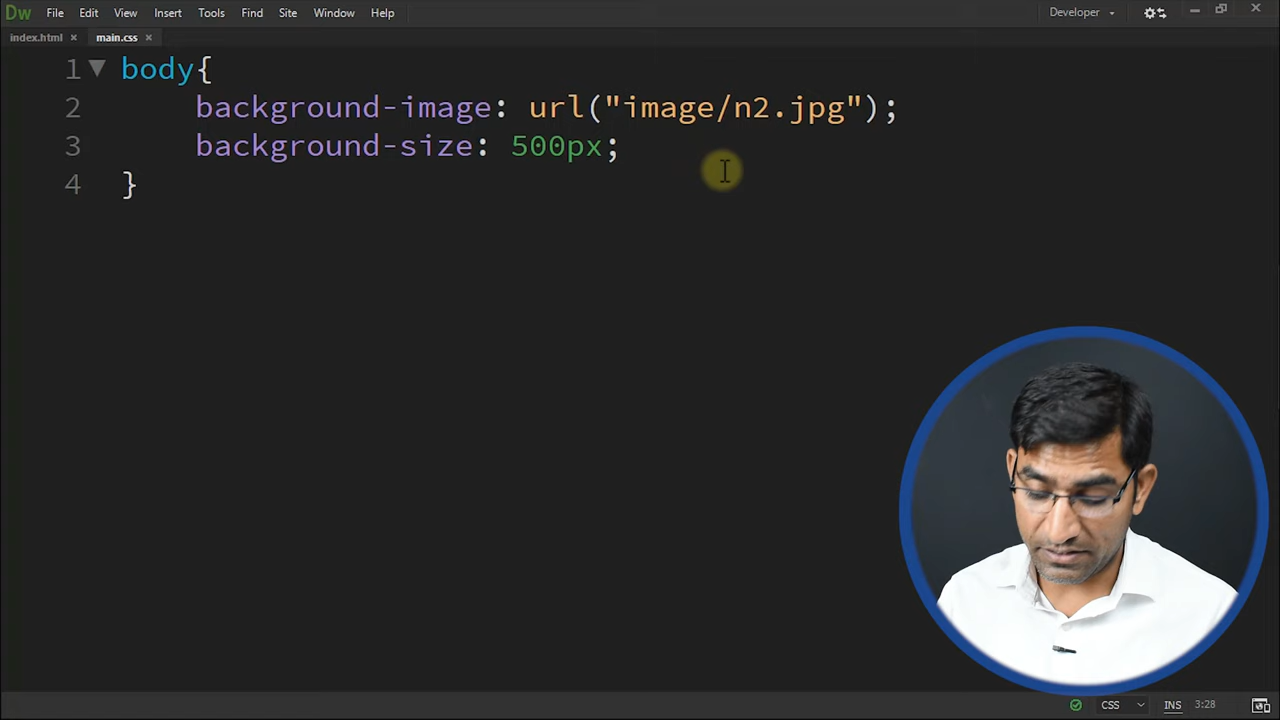 Dw File Edit View Insert Tools Find Site Window Help Developer
index.html × main.css ×
1 body{
2 background-image: url("image/n2.jpg");
3 background-size: 500px;
4 }
CSS INS 3:28